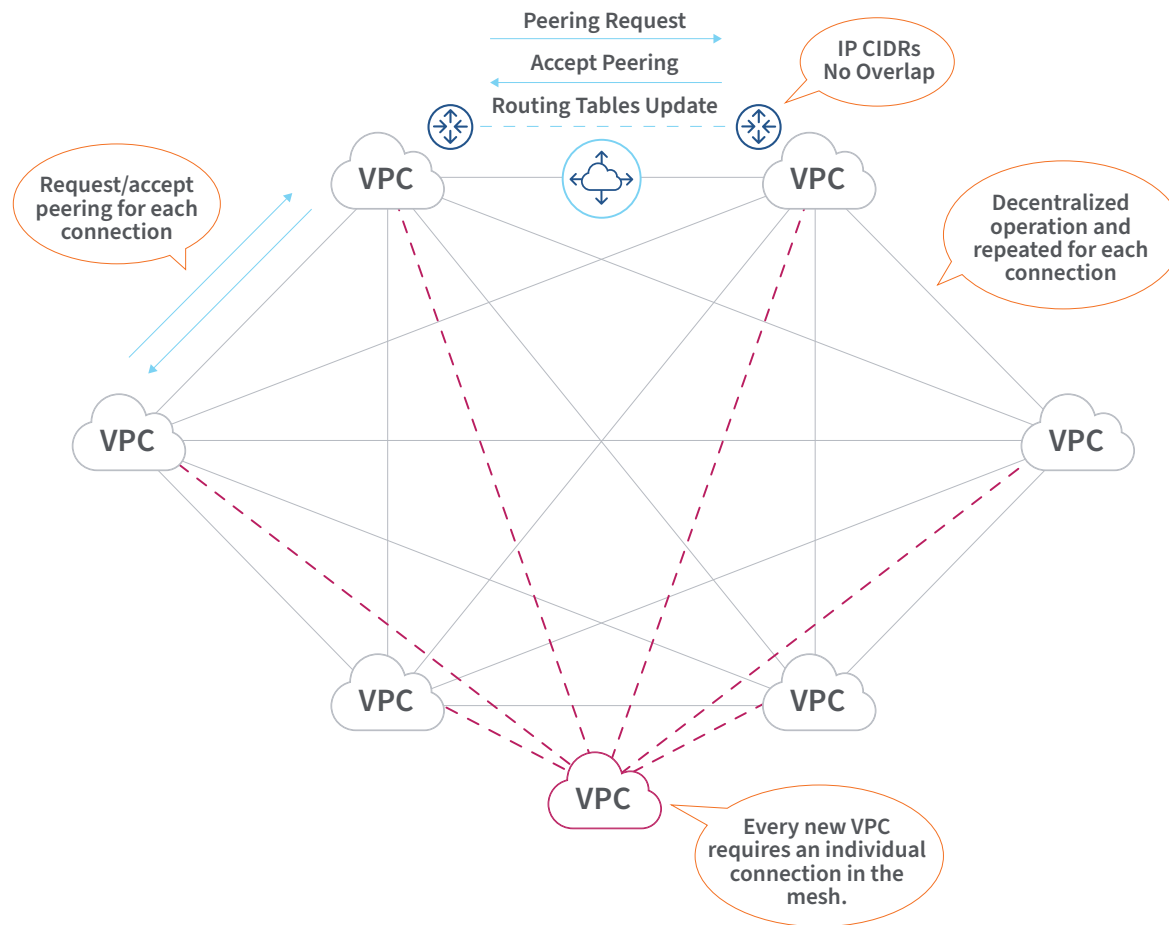 Peering Request
Accept Peering
Routing Tables Update
IP CIDRs
No Overlap
VPC
VPC
Request/accept
peering for each
connection
Decentralized
operation and
repeated for each
connection
VPC
VPC
VPC
VPC
VPC
Every new VPC
requires an individual
connection in the
mesh.